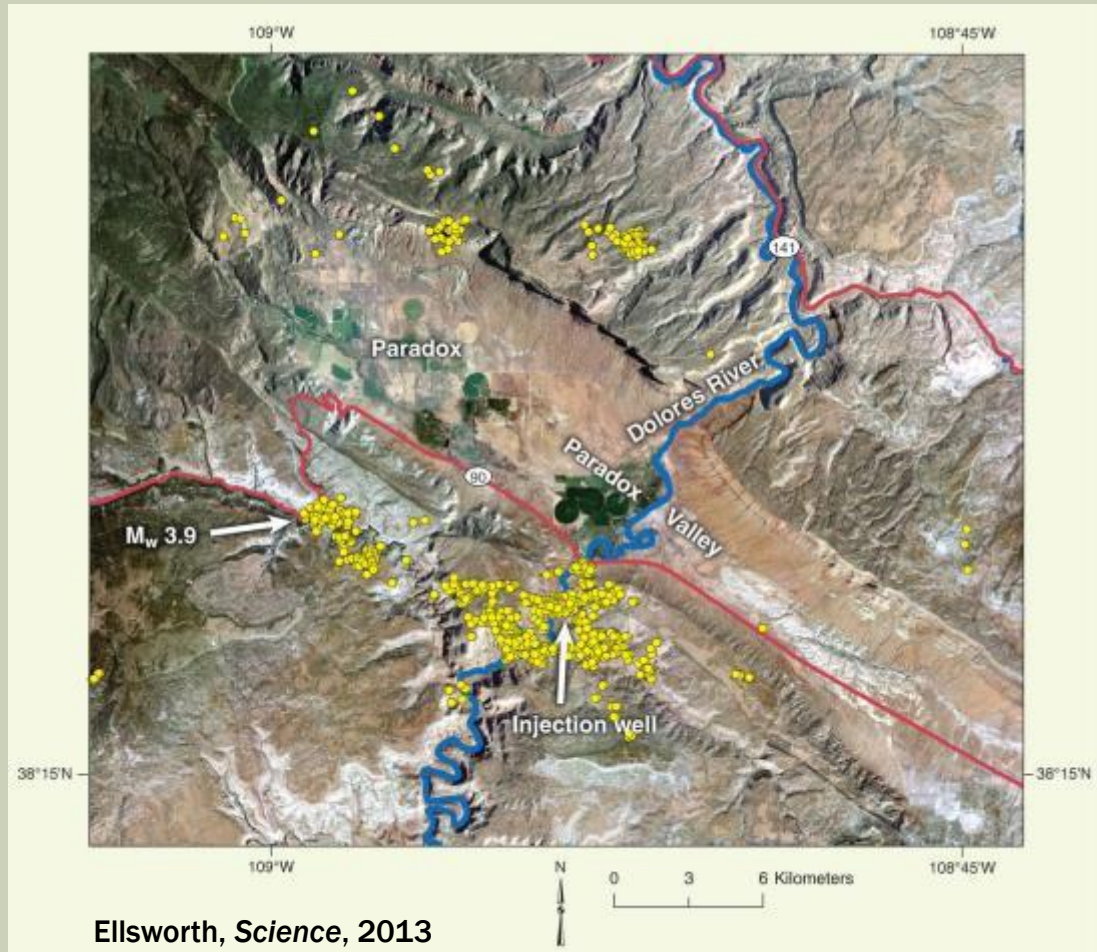 109°W
108°45'W
141
Paradox
Dolores River
Paradox
Valley
90
Mw 3.9
Injection well
38°15'N
38°15'N
109°W
108°45'W
N
0 3 6 Kilometers
Ellsworth, Science, 2013